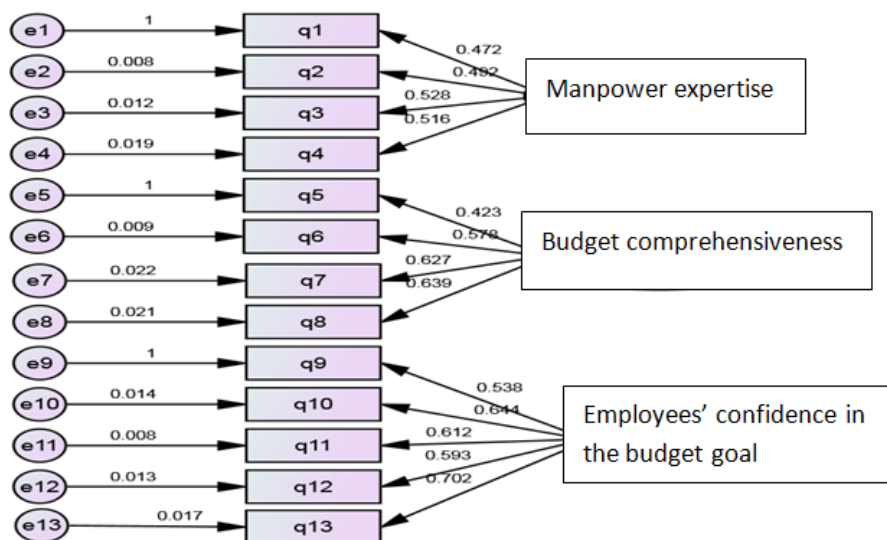 e1 1 q1
0.472
e2 0.008 q2
0.492
Manpower expertise
e3 0.012 q3
0.528
e4 0.019 q4
0.516
e5 1 q5
0.423
e6 0.009 q6
0.578
Budget comprehensiveness
e7 0.022 q7
0.627
e8 0.021 q8
0.639
e9 1 q9
0.538
e10 0.014 q10
0.644
Employees’ confidence in
the budget goal
e11 0.008 q11
0.612
e12 0.013 q12
0.593
e13 0.017 q13
0.702